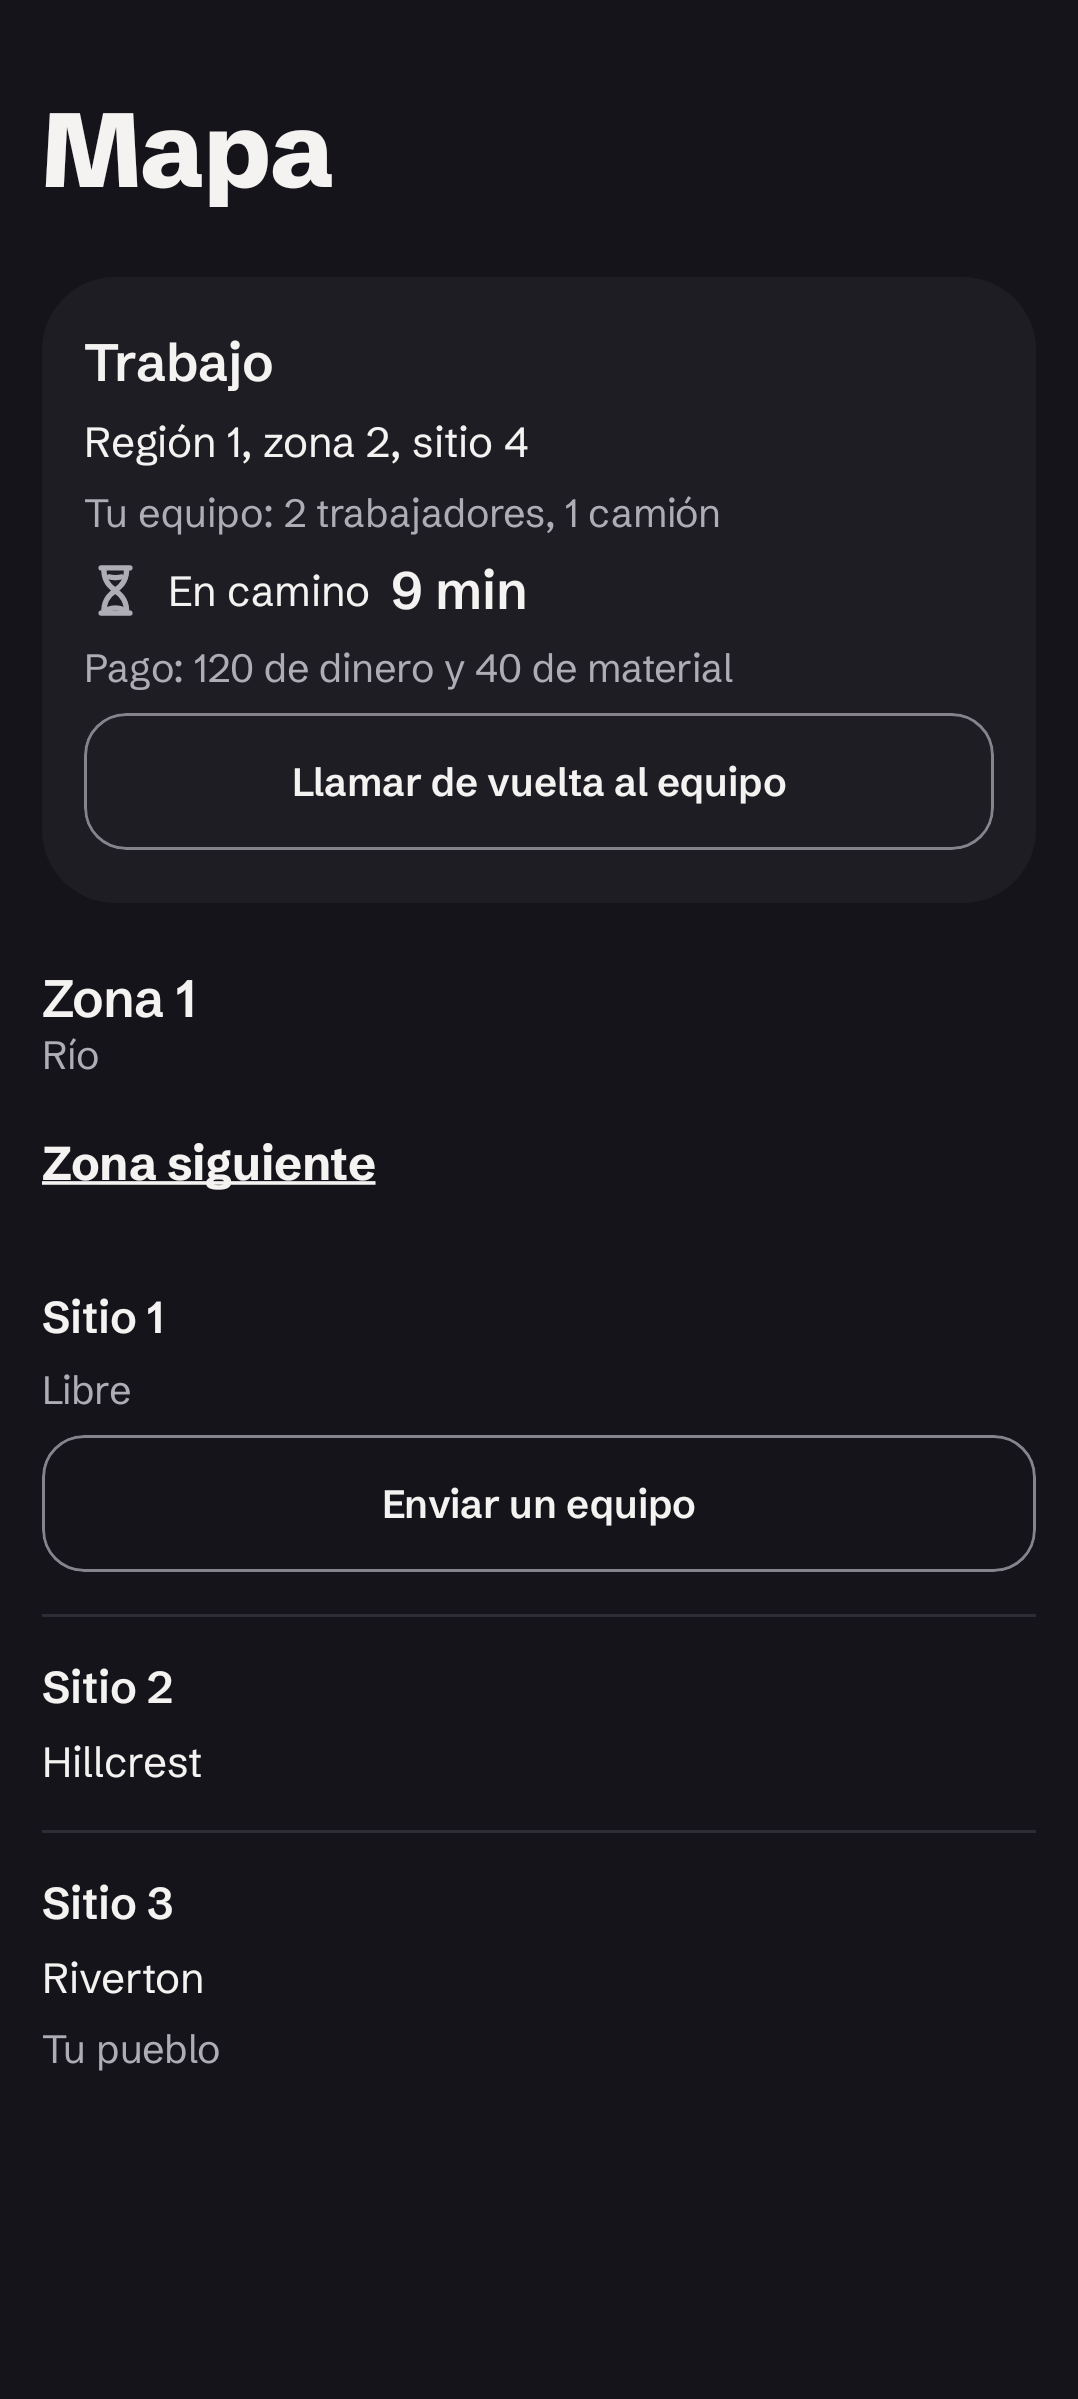 Mapa
Trabajo
Región 1, zona 2, sitio 4
Tu equipo: 2 trabajadores, 1 camión
En camino 9 min
Pago: 120 de dinero y 40 de material
Llamar de vuelta al equipo
Zona 1
Río
Zona siguiente
Sitio 1
Libre
Enviar un equipo
Sitio 2
Hillcrest
Sitio 3
Riverton
Tu pueblo